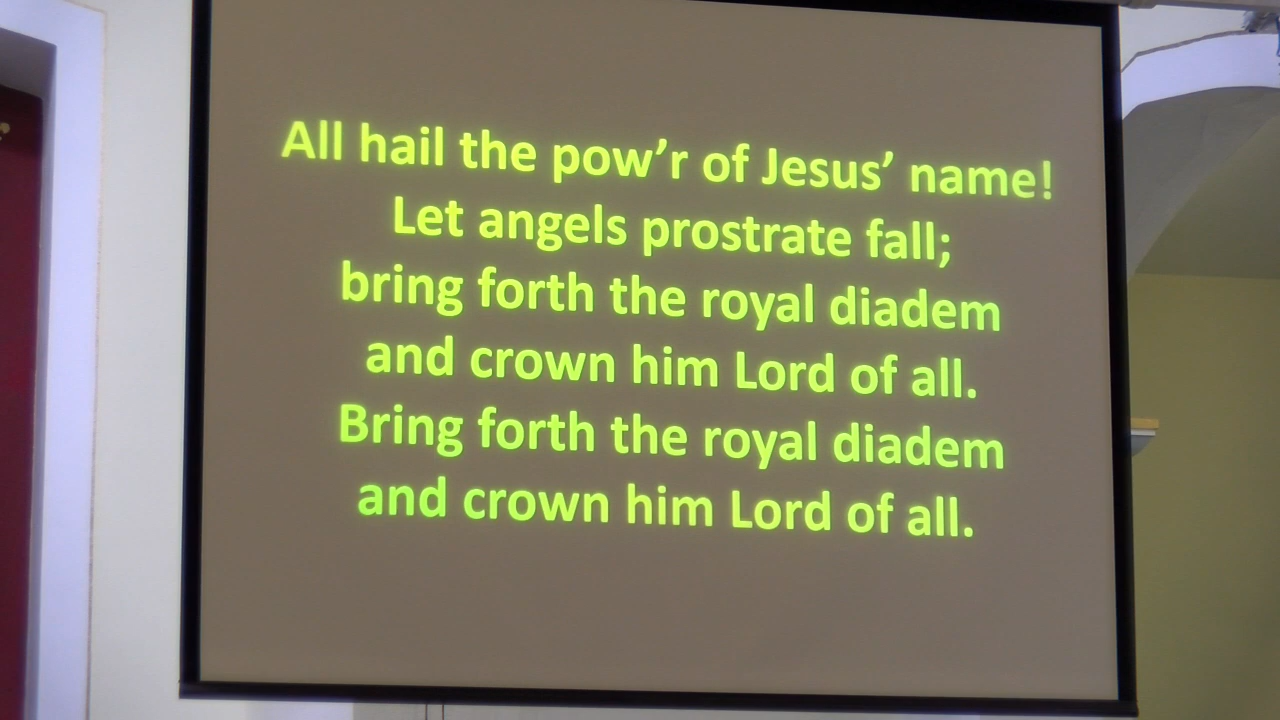 All hail the pow’r of Jesus’ name!
Let angels prostrate fall;
bring forth the royal diadem
and crown him Lord of all.
Bring forth the royal diadem
and crown him Lord of all.